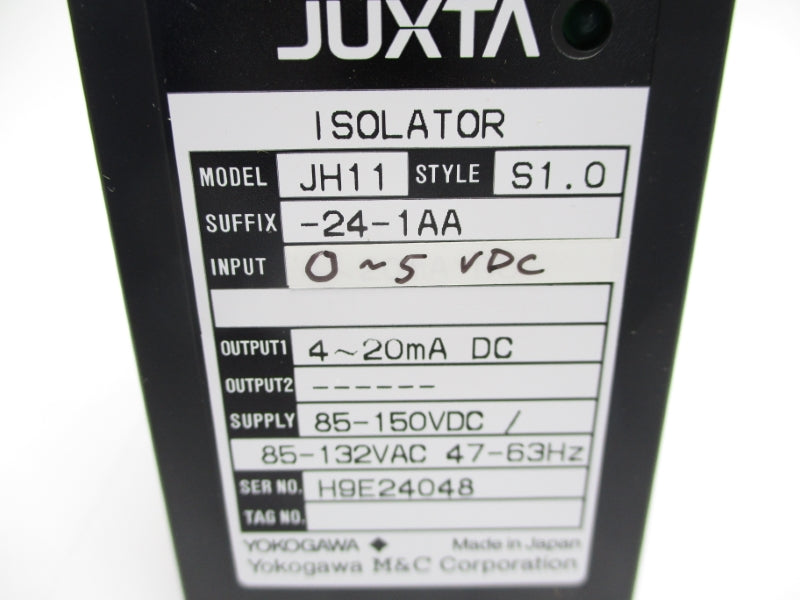 JUXTA
ISOLATOR
MODEL JH11 STYLE S1.0
SUFFIX -24-1AA
INPUT 0~5 VDC
OUTPUT1 4~20mA DC
OUTPUT2 ------
SUPPLY 85-150VDC /
85-132VAC 47-63Hz
SER NO. H9E24048
TAG NO.
YOKOGAWA ◆ Made in Japan
Yokogawa M&C Corporation